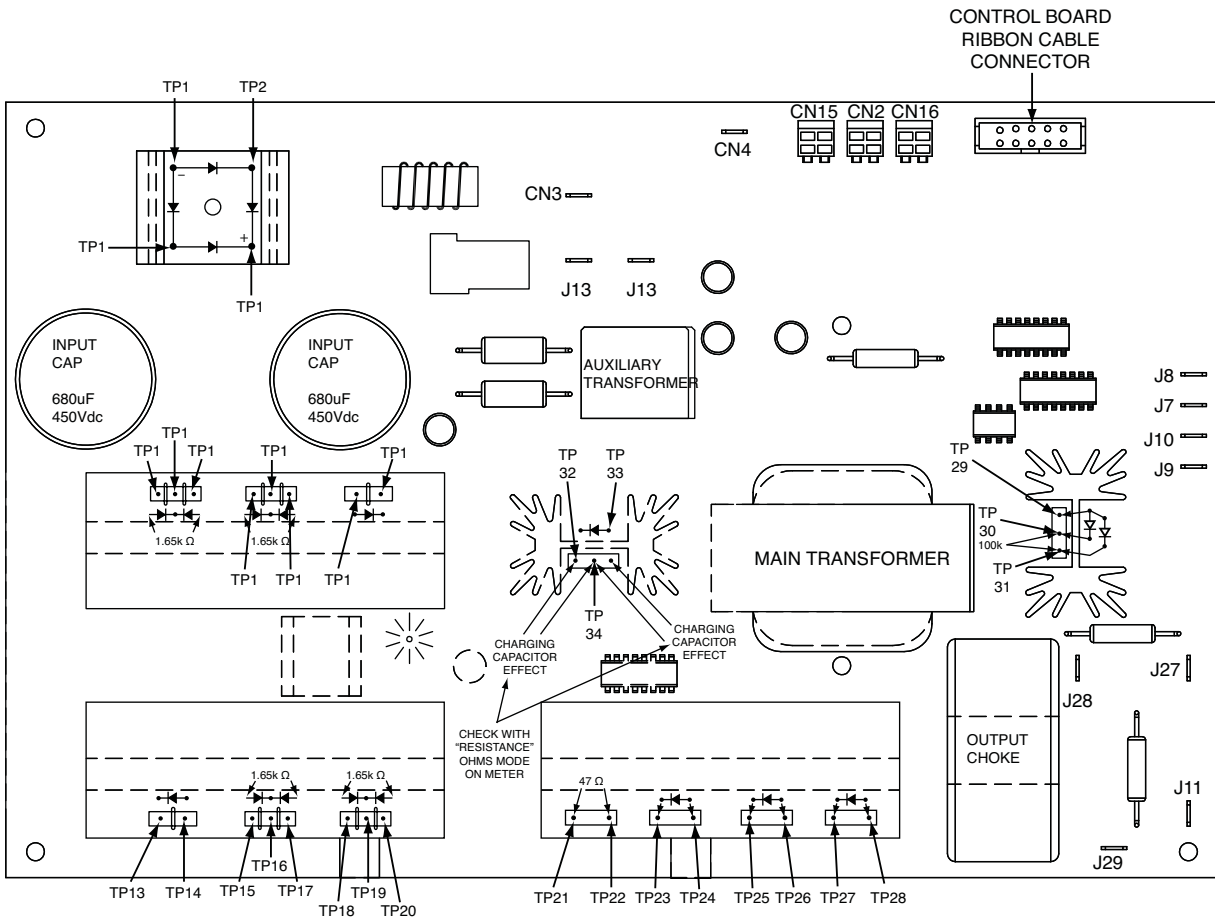 CONTROL BOARD
RIBBON CABLE
CONNECTOR
TP1
TP2
CN15
CN2
CN16
CN4
−
CN3
TP1
+
TP1
J13
J13
INPUT
CAP
680uF
450Vdc
INPUT
CAP
680uF
450Vdc
AUXILIARY
TRANSFORMER
J8
J7
J10
J9
TP1
TP1
TP1
TP1
TP1
1.65k Ω
1.65k Ω
TP1
TP1
TP1
TP
32
TP
33
TP
34
MAIN TRANSFORMER
TP
29
TP
30
100k
TP
31
CHARGING
CAPACITOR
EFFECT
CHARGING
CAPACITOR
EFFECT
CHECK WITH
“RESISTANCE”
OHMS MODE
ON METER
J28
J27
OUTPUT
CHOKE
J11
J29
1.65k Ω
1.65k Ω
47 Ω
TP13
TP14
TP15
TP16
TP17
TP18
TP19
TP20
TP21
TP22
TP23
TP24
TP25
TP26
TP27
TP28